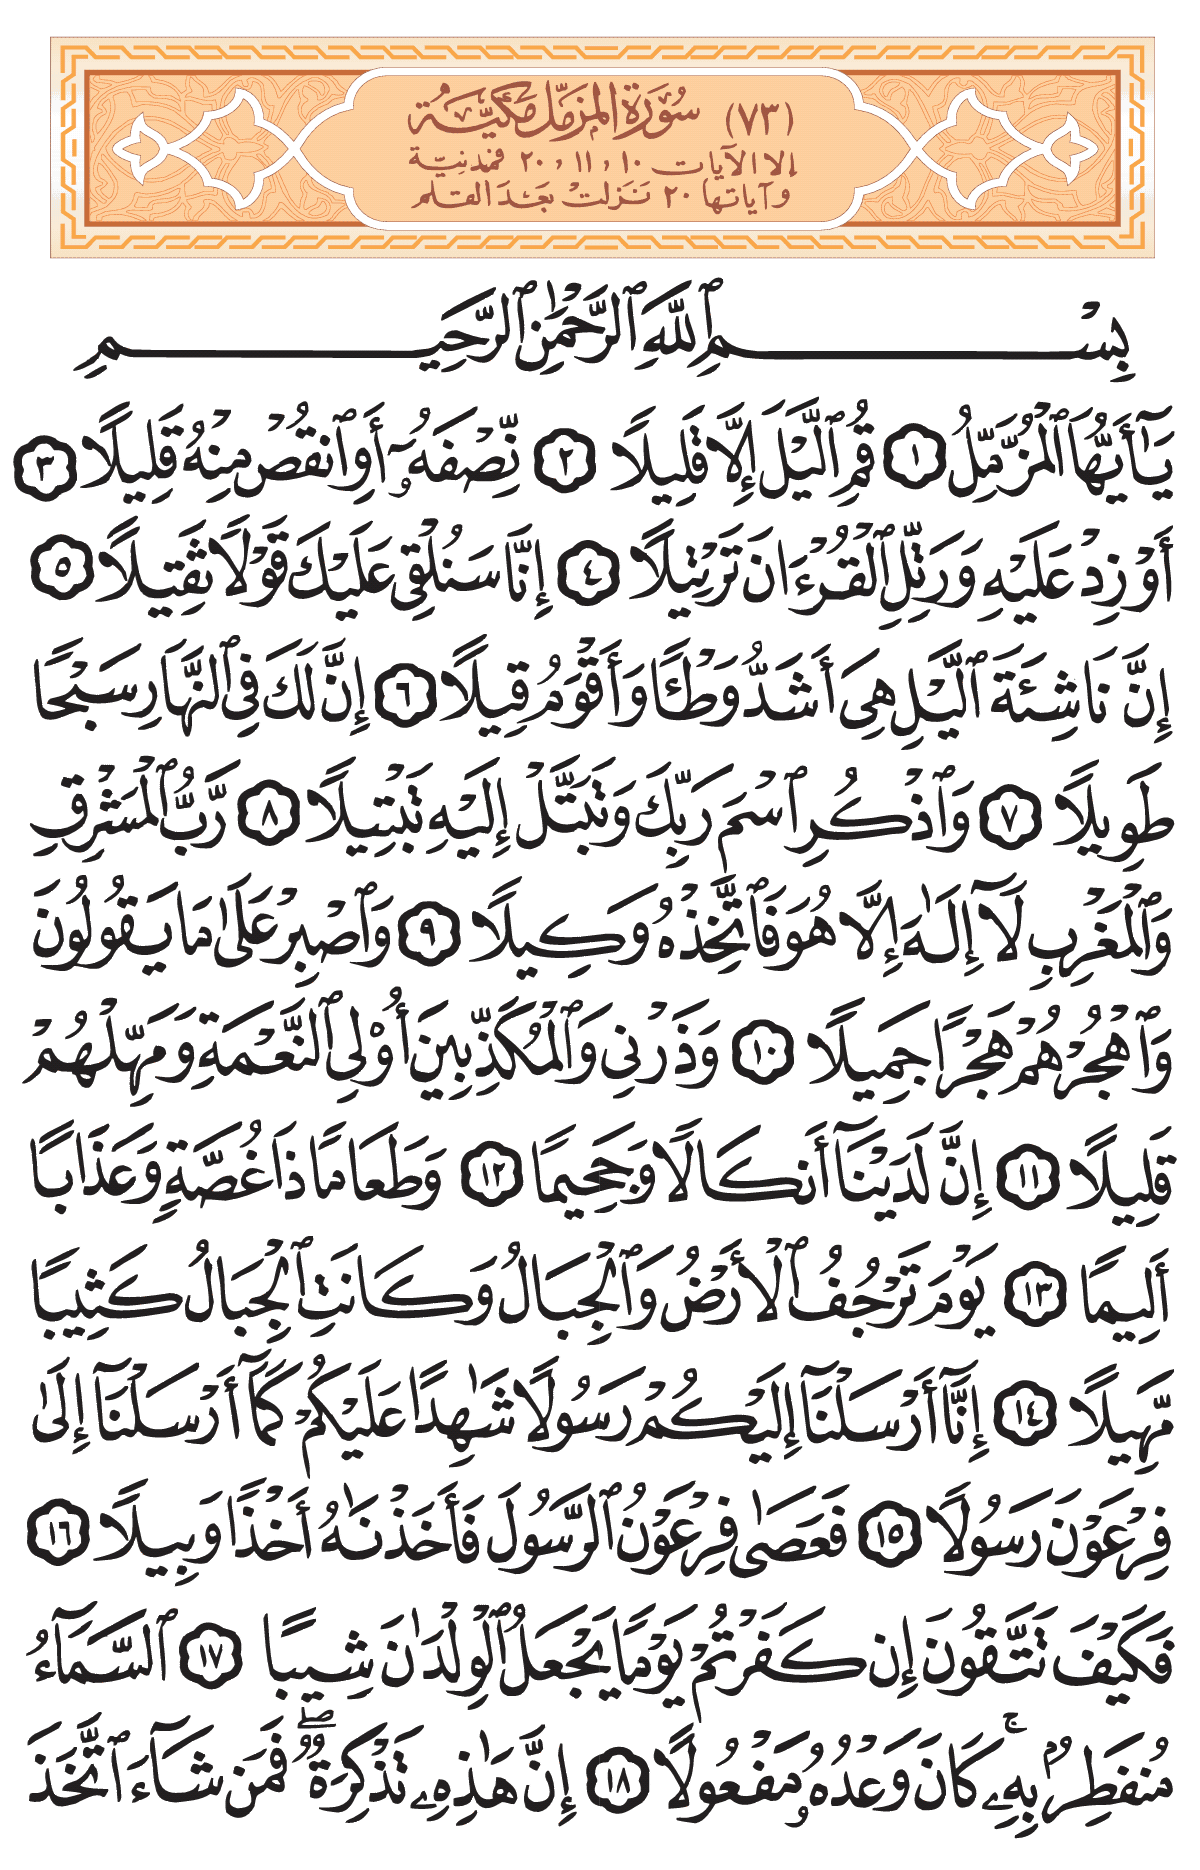 (٧٣) سُورَة المزمّل مَكيّة
إلا الآيات ١٠، ١١، ٢٠ فمدنيّة
وآياتها ٢٠ نَزَلتْ بَعْدَ القلم
بِسْمِ ٱللَّهِ ٱلرَّحْمَٰنِ ٱلرَّحِيمِ
يَٰٓأَيُّهَا ٱلْمُزَّمِّلُ ١ قُمِ ٱلَّيْلَ إِلَّا قَلِيلًا ٢ نِّصْفَهُۥٓ أَوِ ٱنقُصْ مِنْهُ قَلِيلًا ٣
أَوْ زِدْ عَلَيْهِ وَرَتِّلِ ٱلْقُرْءَانَ تَرْتِيلًا ٤ إِنَّا سَنُلْقِى عَلَيْكَ قَوْلًا ثَقِيلًا ٥
إِنَّ نَاشِئَةَ ٱلَّيْلِ هِىَ أَشَدُّ وَطْـًٔا وَأَقْوَمُ قِيلًا ٦ إِنَّ لَكَ فِى ٱلنَّهَارِ سَبْحًا
طَوِيلًا ٧ وَٱذْكُرِ ٱسْمَ رَبِّكَ وَتَبَتَّلْ إِلَيْهِ تَبْتِيلًا ٨ رَّبُّ ٱلْمَشْرِقِ
وَٱلْمَغْرِبِ لَآ إِلَٰهَ إِلَّا هُوَ فَٱتَّخِذْهُ وَكِيلًا ٩ وَٱصْبِرْ عَلَىٰ مَا يَقُولُونَ
وَٱهْجُرْهُمْ هَجْرًا جَمِيلًا ١٠ وَذَرْنِى وَٱلْمُكَذِّبِينَ أُوْلِى ٱلنَّعْمَةِ وَمَهِّلْهُمْ
قَلِيلًا ١١ إِنَّ لَدَيْنَآ أَنكَالًا وَجَحِيمًا ١٢ وَطَعَامًا ذَا غُصَّةٍ وَعَذَابًا
أَلِيمًا ١٣ يَوْمَ تَرْجُفُ ٱلْأَرْضُ وَٱلْجِبَالُ وَكَانَتِ ٱلْجِبَالُ كَثِيبًا
مَّهِيلًا ١٤ إِنَّآ أَرْسَلْنَآ إِلَيْكُمْ رَسُولًا شَٰهِدًا عَلَيْكُمْ كَمَآ أَرْسَلْنَآ إِلَىٰ
فِرْعَوْنَ رَسُولًا ١٥ فَعَصَىٰ فِرْعَوْنُ ٱلرَّسُولَ فَأَخَذْنَٰهُ أَخْذًا وَبِيلًا ١٦
فَكَيْفَ تَتَّقُونَ إِن كَفَرْتُمْ يَوْمًا يَجْعَلُ ٱلْوِلْدَٰنَ شِيبًا ١٧ ٱلسَّمَآءُ
مُنفَطِرٌۢ بِهِۦۚ كَانَ وَعْدُهُۥ مَفْعُولًا ١٨ إِنَّ هَٰذِهِۦ تَذْكِرَةٌۖ فَمَن شَآءَ ٱتَّخَذَ